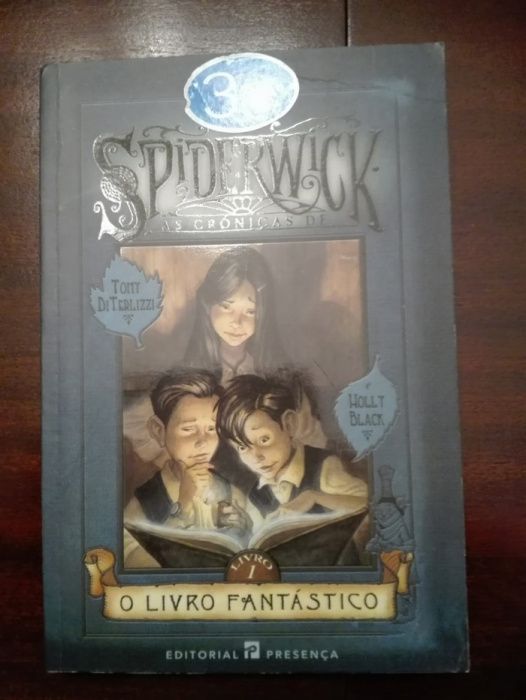 SPIDERWICK
AS CRÓNICAS DE
TONY
DITERLIZZI
E
HOLLY
BLACK
LIVRO
1
O LIVRO FANTÁSTICO
EDITORIAL P PRESENÇA